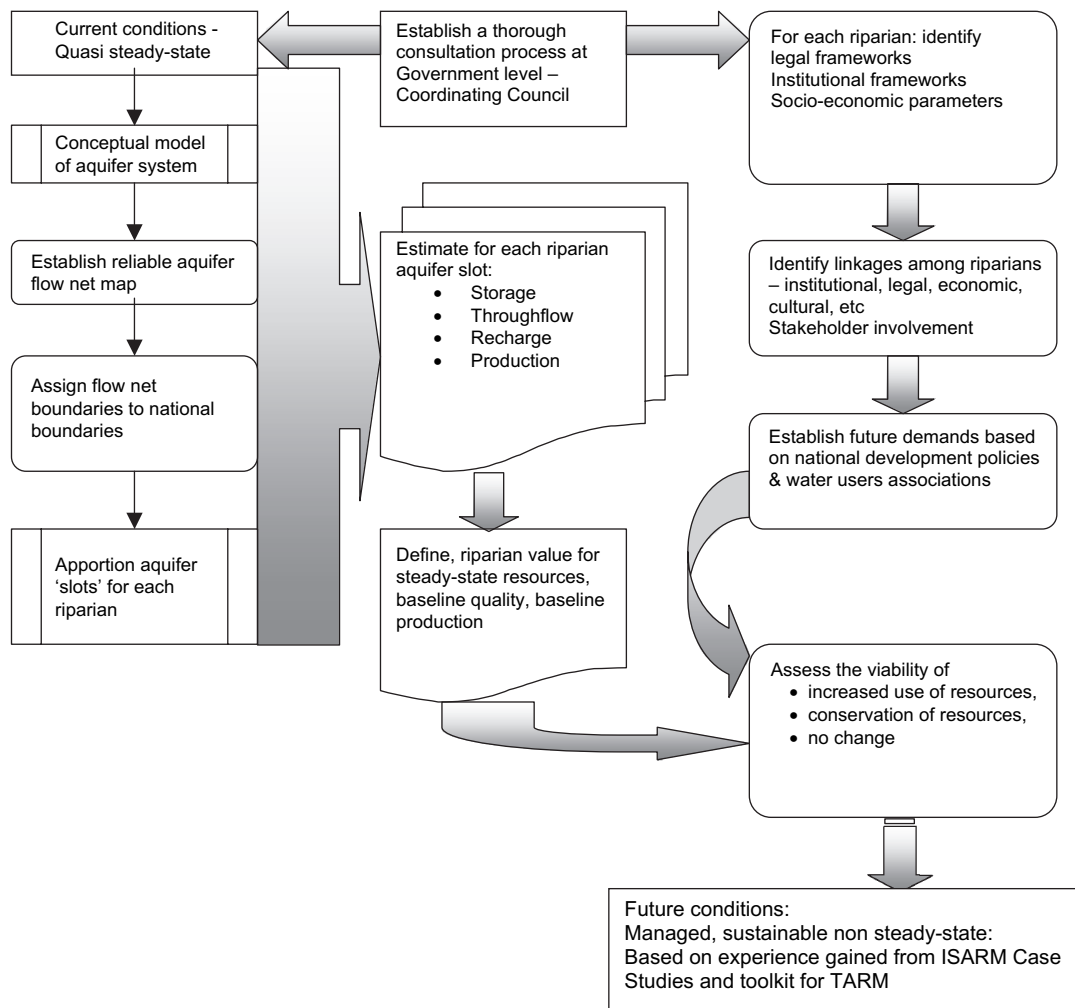 Current conditions -
Quasi steady-state
Conceptual model
of aquifer system
Establish reliable aquifer
flow net map
Assign flow net
boundaries to national
boundaries
Apportion aquifer
‘slots’ for each
riparian
Establish a thorough
consultation process at
Government level –
Coordinating Council
Estimate for each riparian
aquifer slot:
• Storage
• Throughflow
• Recharge
• Production
Define, riparian value for
steady-state resources,
baseline quality, baseline
production
For each riparian: identify
legal frameworks
Institutional frameworks
Socio-economic parameters
Identify linkages among riparians
– institutional, legal, economic,
cultural, etc
Stakeholder involvement
Establish future demands based
on national development policies
& water users associations
Assess the viability of
• increased use of resources,
• conservation of resources,
• no change
Future conditions:
Managed, sustainable non steady-state:
Based on experience gained from ISARM Case
Studies and toolkit for TARM